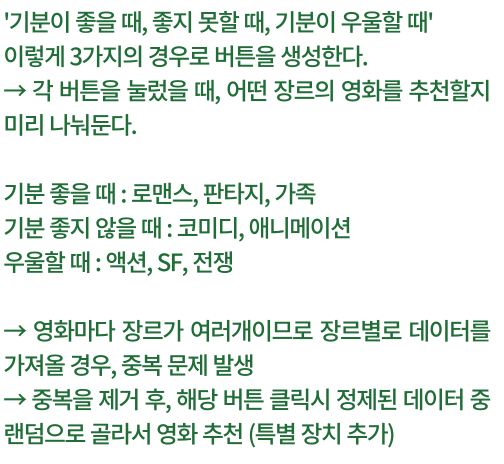 '기분이 좋을 때, 좋지 못할 때, 기분이 우울할 때'
이렇게 3가지의 경우로 버튼을 생성한다.
→ 각 버튼을 눌렀을 때, 어떤 장르의 영화를 추천할지
미리 나눠둔다.
기분 좋을 때 : 로맨스, 판타지, 가족
기분 좋지 않을 때 : 코미디, 애니메이션
우울할 때 : 액션, SF, 전쟁
→ 영화마다 장르가 여러개이므로 장르별로 데이터를
가져올 경우, 중복 문제 발생
→ 중복을 제거 후, 해당 버튼 클릭시 정제된 데이터 중
랜덤으로 골라서 영화 추천 (특별 장치 추가)